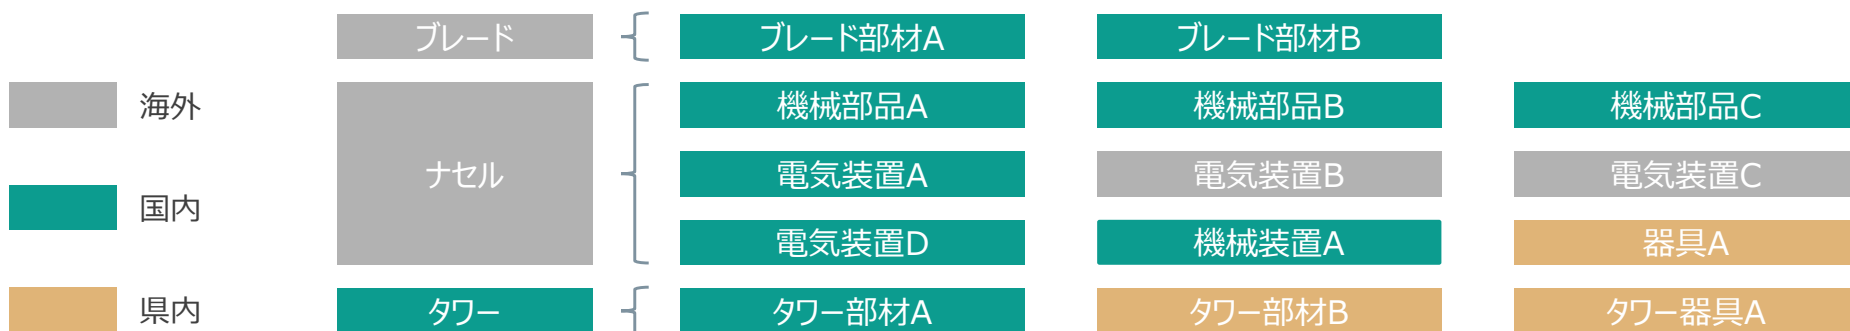 海外
国内
県内
ブレード
ブレード部材A
ブレード部材B
ナセル
機械部品A
機械部品B
機械部品C
電気装置A
電気装置B
電気装置C
電気装置D
機械装置A
器具A
タワー
タワー部材A
タワー部材B
タワー器具A